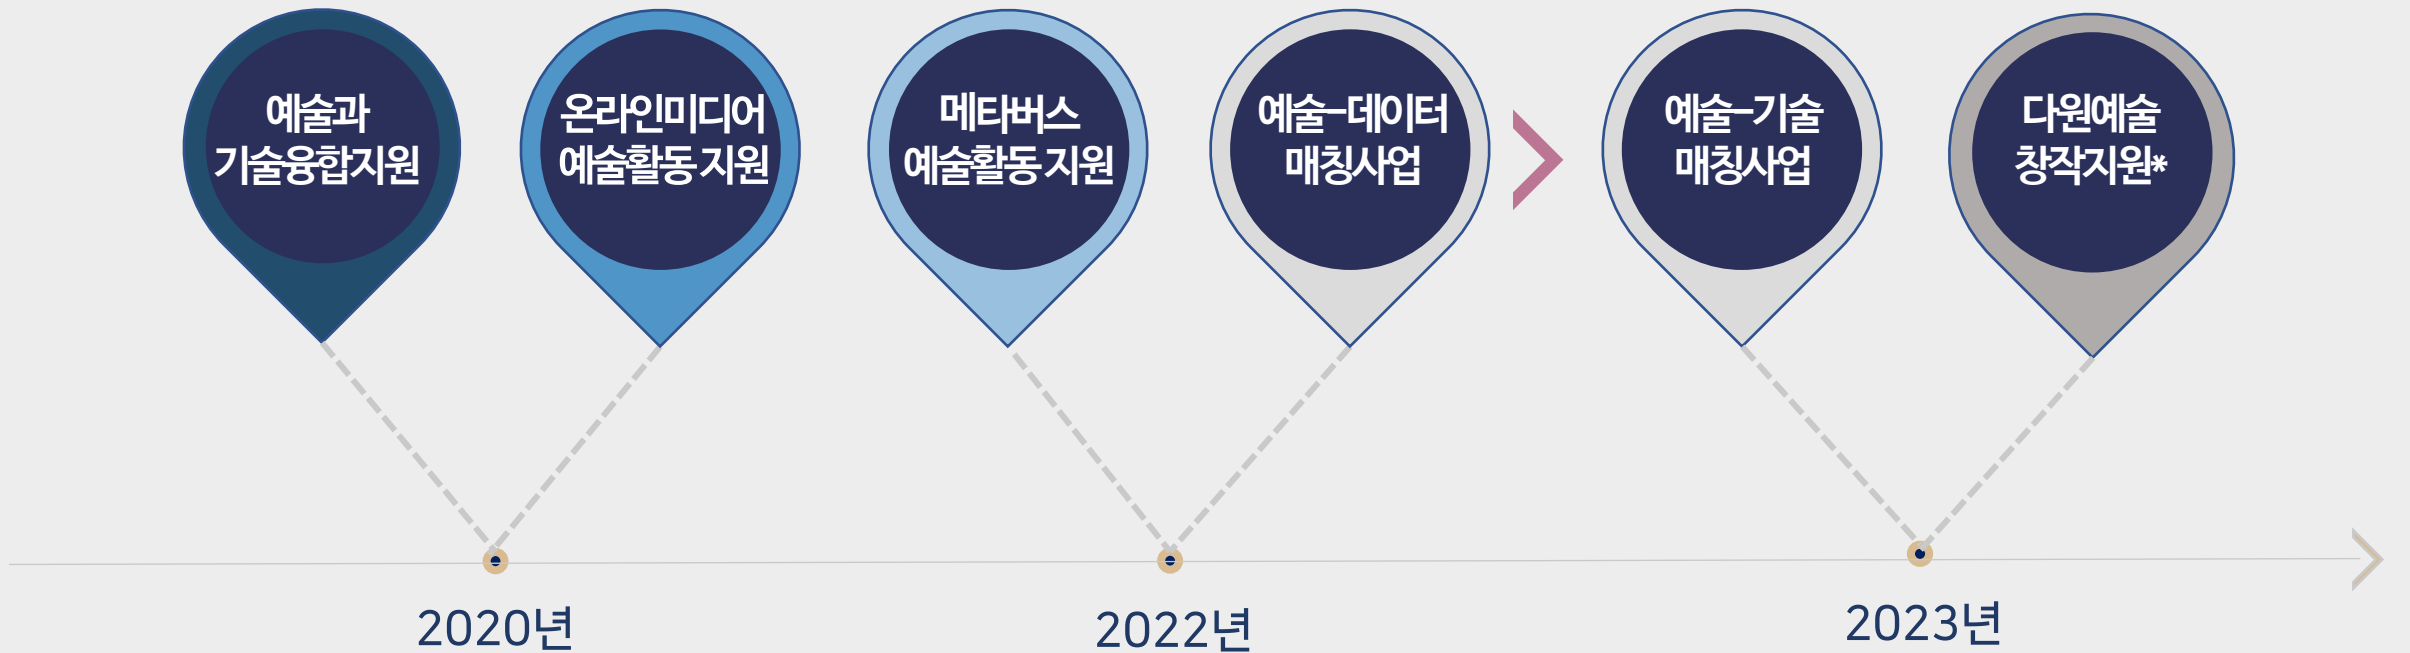 예술과
기술융합지원
온라인미디어
예술활동 지원
메타버스
예술활동 지원
예술-데이터
매칭사업
예술-기술
매칭사업
다원예술
창작지원*
2020년
2022년
2023년